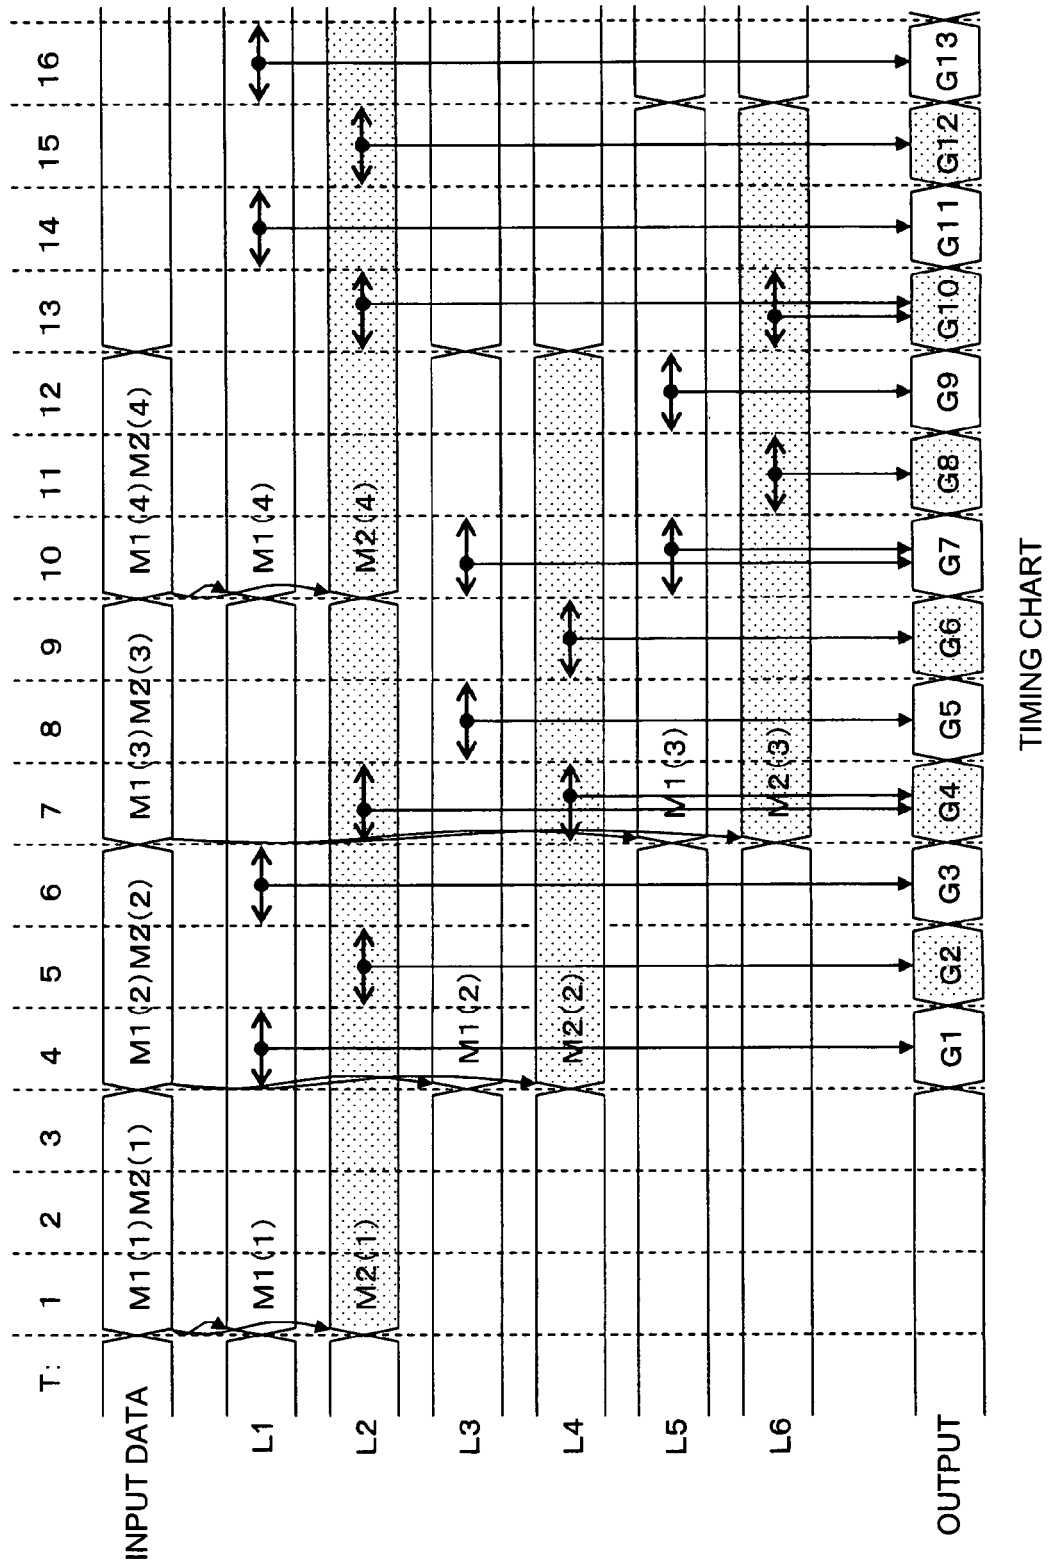 T: 1 2 3 4 5 6 7 8 9 10 11 12 13 14 15 16
INPUT DATA M1(1)M2(1) M1(2)M2(2) M1(3)M2(3) M1(4)M2(4)
L1 M1(1) M1(4)
L2 M2(1) M2(4)
L3 M1(2)
L4 M2(2)
L5 M1(3)
L6 M2(3)
OUTPUT G1 G2 G3 G4 G5 G6 G7 G8 G9 G10 G11 G12 G13
TIMING CHART